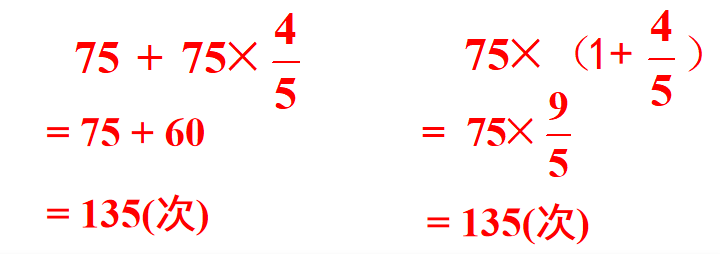 75 + 75× 4/5
= 75 + 60
= 135(次)
75× （1+ 4/5 ）
= 75× 9/5
= 135(次)